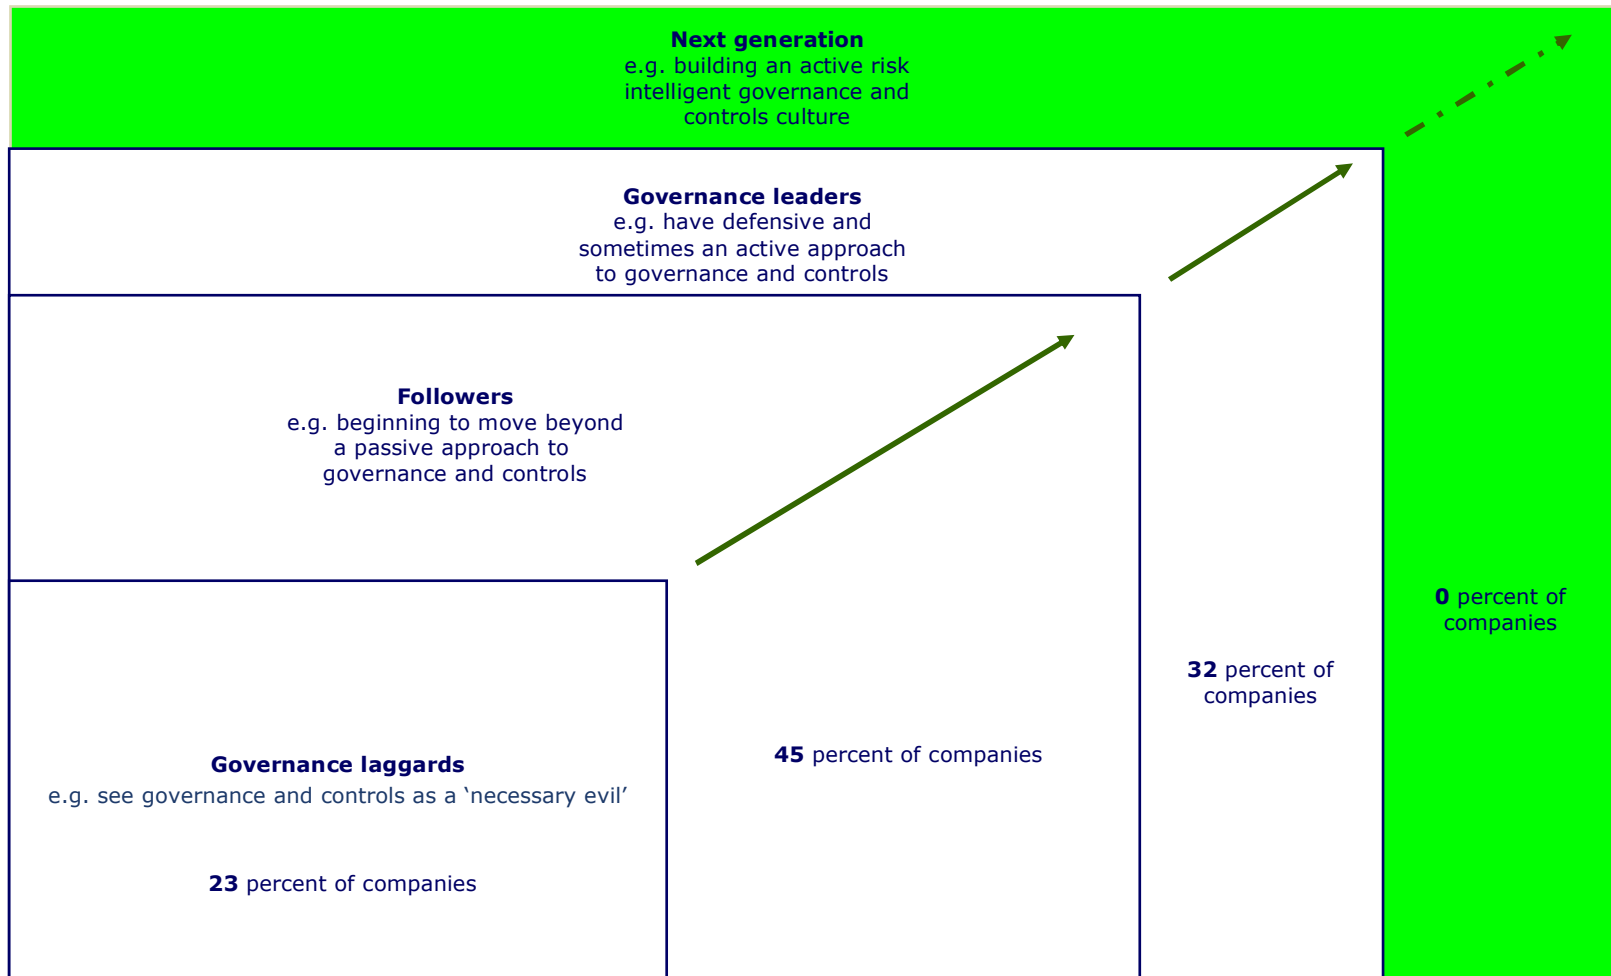 Next generation
e.g. building an active risk
intelligent governance and
controls culture
Governance leaders
e.g. have defensive and
sometimes an active approach
to governance and controls
Followers
e.g. beginning to move beyond
a passive approach to
governance and controls
0 percent of
companies
32 percent of
companies
45 percent of companies
Governance laggards
e.g. see governance and controls as a ‘necessary evil’
23 percent of companies